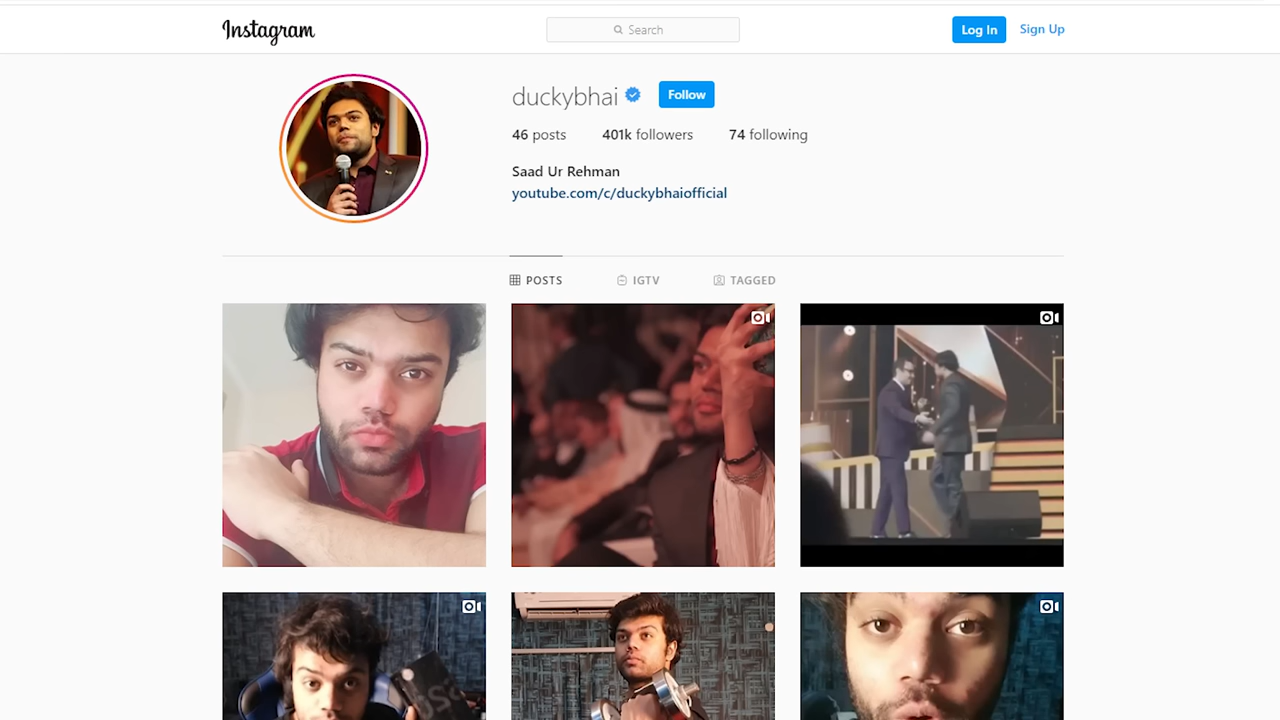 Instagram
Search
Log In
Sign Up
duckybhai
Follow
46 posts 401k followers 74 following
Saad Ur Rehman
youtube.com/c/duckybhaiofficial
POSTS IGTV TAGGED